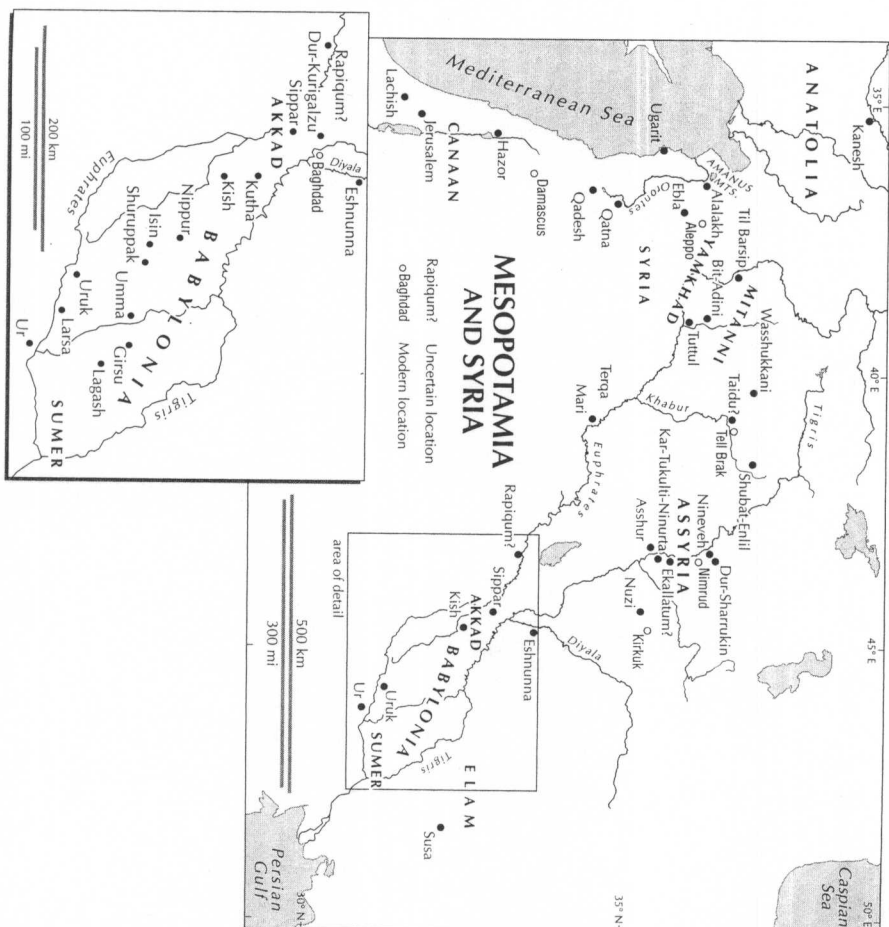 MESOPOTAMIA
AND SYRIA
Rapiqum? Uncertain location
Baghdad Modern location
35° E
40° E
45° E
50° E
ANATOLIA
Kanesh
Caspian
Sea
Tigris
Wasshukkani
Shubat-Enlil
Til Barsip
MITANNI
Taidu?
Tell Brak
Dur-Sharrukin
AMANUS
MTS.
Alalakh
Bit-Adini
Nineveh
Nimrud
Ebla
Aleppo
YAMKHAD
Tuttul
Khabur
ASSYRIA
Ekallatum?
Kar-Tukulti-Ninurta
Asshur
Ugarit
Orontes
SYRIA
Nuzi
Kirkuk
Mediterranean Sea
Qatna
Qadesh
Terqa
Mari
Euphrates
35° N
Damascus
Diyala
Hazor
Eshnunna
Rapiqum?
CANAAN
Sippar
AKKAD
Kish
BABYLONIA
ELAM
Jerusalem
Lachish
Susa
Uruk
Ur
Tigris
SUMER
area of detail
500 km
300 mi
30° N
Persian
Gulf
Rapiqum?
Dur-Kurigalzu
Baghdad
Diyala
Eshnunna
Sippar
AKKAD
Kutha
Kish
BABYLONIA
Euphrates
Nippur
Isin
Shuruppak
Umma
Girsu
Lagash
Tigris
Uruk
Larsa
Ur
SUMER
200 km
100 mi